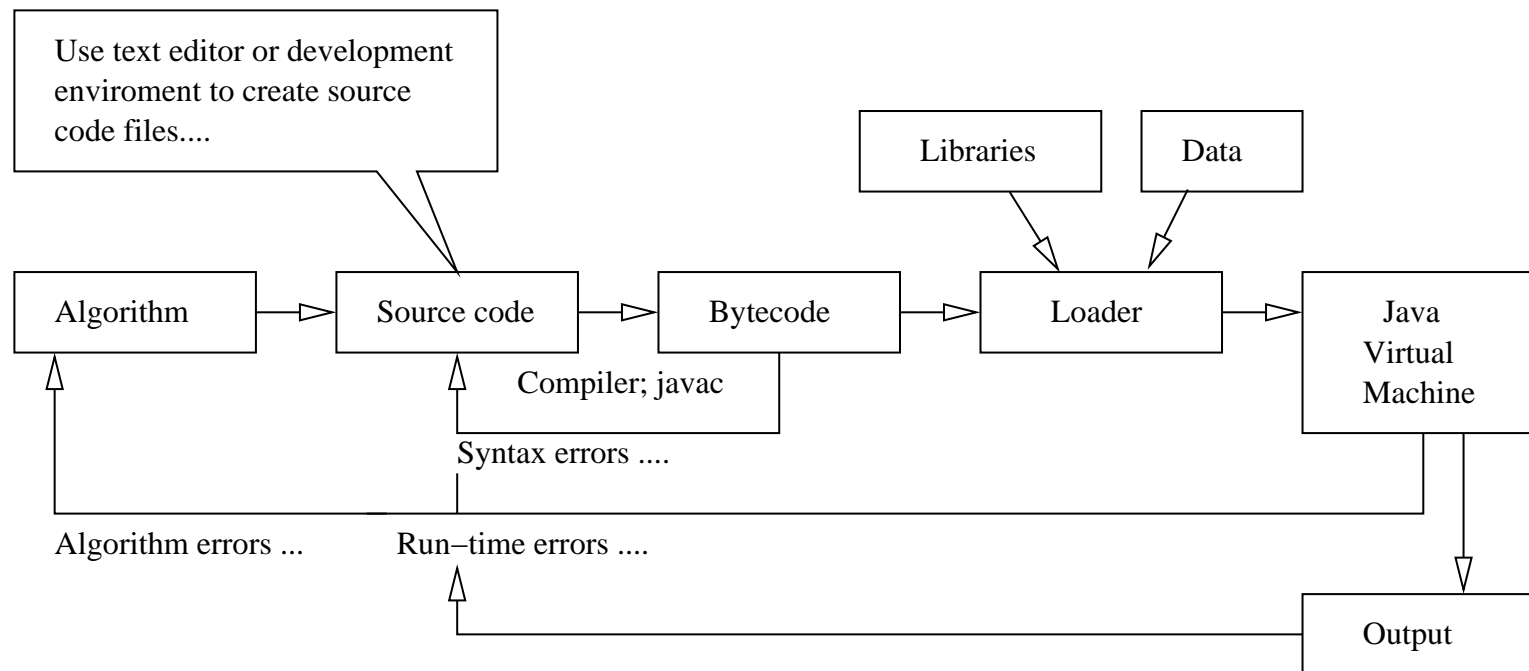 Use text editor or development
enviroment to create source
code files....
Libraries
Data
Algorithm
Source code
Bytecode
Loader
Java
Virtual
Machine
Compiler; javac
Syntax errors ....
Algorithm errors ...
Run−time errors ....
Output